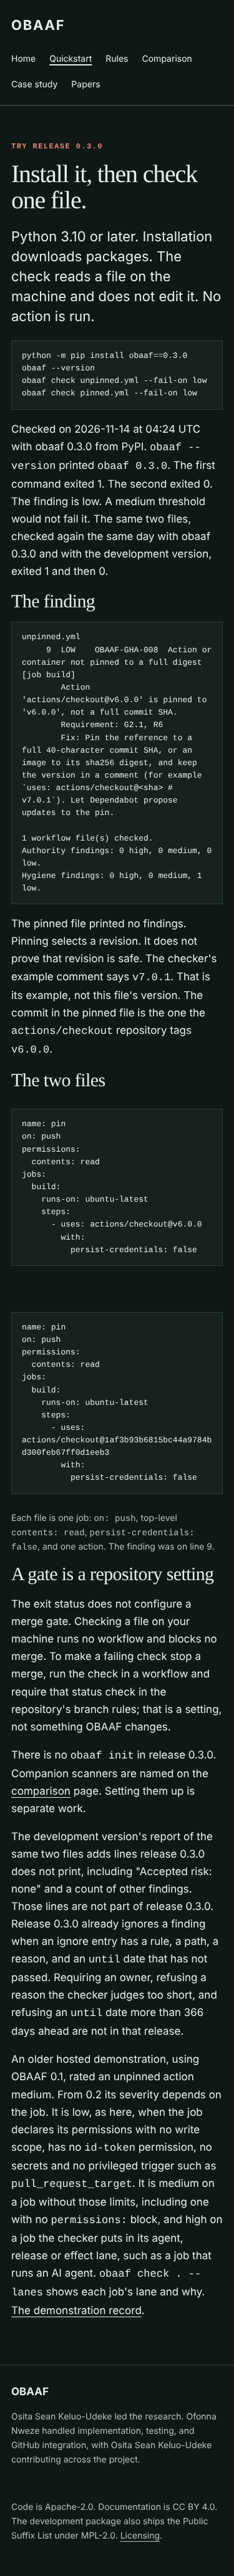 OBAAF
Home Quickstart Rules Comparison
Case study Papers
TRY RELEASE 0.3.0
Install it, then check
one file.
Python 3.10 or later. Installation
downloads packages. The
check reads a file on the
machine and does not edit it. No
action is run.
python -m pip install obaaf==0.3.0
obaaf --version
obaaf check unpinned.yml --fail-on low
obaaf check pinned.yml --fail-on low
Checked on 2026-11-14 at 04:24 UTC
with obaaf 0.3.0 from PyPI. obaaf --
version printed obaaf 0.3.0. The first
command exited 1. The second exited 0.
The finding is low. A medium threshold
would not fail it. The same two files,
checked again the same day with obaaf
0.3.0 and with the development version,
exited 1 and then 0.
The finding
unpinned.yml
9 LOW OBAAF-GHA-008 Action or
container not pinned to a full digest
[job build]
Action
'actions/checkout@v6.0.0' is pinned to
'v6.0.0', not a full commit SHA.
Requirement: G2.1, R6
Fix: Pin the reference to a
full 40-character commit SHA, or an
image to its sha256 digest, and keep
the version in a comment (for example
`uses: actions/checkout@<sha> #
v7.0.1`). Let Dependabot propose
updates to the pin.
1 workflow file(s) checked.
Authority findings: 0 high, 0 medium, 0
low.
Hygiene findings: 0 high, 0 medium, 1
low.
The pinned file printed no findings.
Pinning selects a revision. It does not
prove that revision is safe. The checker's
example comment says v7.0.1. That is
its example, not this file's version. The
commit in the pinned file is the one the
actions/checkout repository tags
v6.0.0.
The two files
name: pin
on: push
permissions:
contents: read
jobs:
build:
runs-on: ubuntu-latest
steps:
- uses: actions/checkout@v6.0.0
with:
persist-credentials: false
name: pin
on: push
permissions:
contents: read
jobs:
build:
runs-on: ubuntu-latest
steps:
- uses:
actions/checkout@1af3b93b6815bc44a9784b
d300feb67ff0d1eeb3
with:
persist-credentials: false
Each file is one job: on: push, top-level
contents: read, persist-credentials:
false, and one action. The finding was on line 9.
A gate is a repository setting
The exit status does not configure a
merge gate. Checking a file on your
machine runs no workflow and blocks no
merge. To make a failing check stop a
merge, run the check in a workflow and
require that status check in the
repository's branch rules; that is a setting,
not something OBAAF changes.
There is no obaaf init in release 0.3.0.
Companion scanners are named on the
comparison page. Setting them up is
separate work.
The development version's report of the
same two files adds lines release 0.3.0
does not print, including "Accepted risk:
none" and a count of other findings.
Those lines are not part of release 0.3.0.
Release 0.3.0 already ignores a finding
when an ignore entry has a rule, a path, a
reason, and an until date that has not
passed. Requiring an owner, refusing a
reason the checker judges too short, and
refusing an until date more than 366
days ahead are not in that release.
An older hosted demonstration, using
OBAAF 0.1, rated an unpinned action
medium. From 0.2 its severity depends on
the job. It is low, as here, when the job
declares its permissions with no write
scope, has no id-token permission, no
secrets and no privileged trigger such as
pull_request_target. It is medium on
a job without those limits, including one
with no permissions: block, and high on
a job the checker puts in its agent,
release or effect lane, such as a job that
runs an AI agent. obaaf check . --
lanes shows each job's lane and why.
The demonstration record.
OBAAF
Osita Sean Keluo-Udeke led the research. Ofonna
Nweze handled implementation, testing, and
GitHub integration, with Osita Sean Keluo-Udeke
contributing across the project.
Code is Apache-2.0. Documentation is CC BY 4.0.
The development package also ships the Public
Suffix List under MPL-2.0. Licensing.